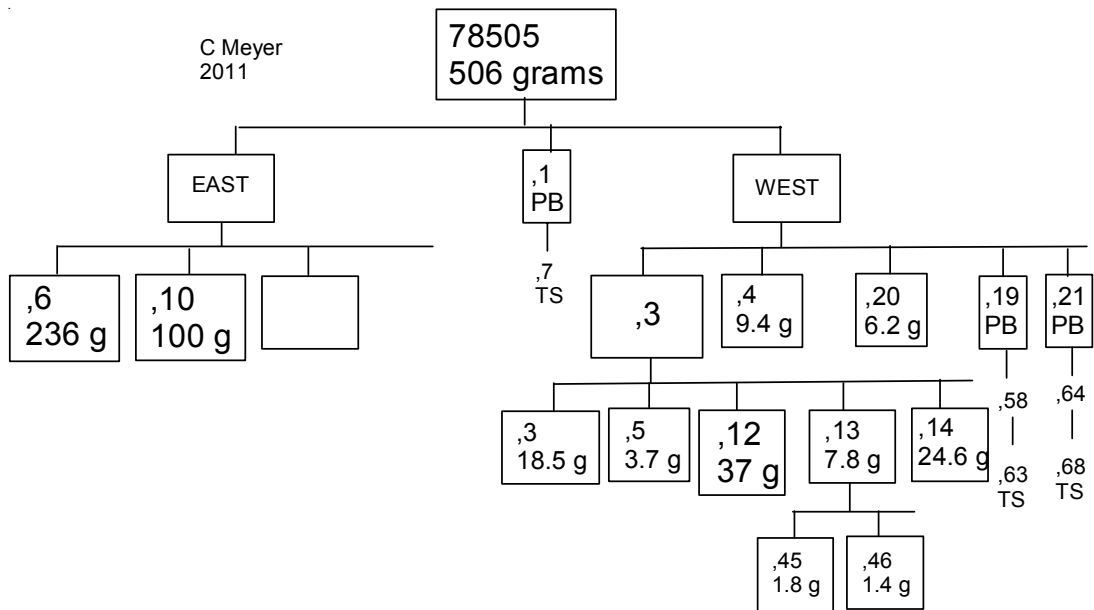 C Meyer
2011
78505
506 grams
EAST
,1
PB
WEST
,7
TS
,6
236 g
,10
100 g
,3
,4
9.4 g
,20
6.2 g
,19
PB
,21
PB
,58
,64
,3
18.5 g
,5
3.7 g
,12
37 g
,13
7.8 g
,14
24.6 g
,63
TS
,68
TS
,45
1.8 g
,46
1.4 g